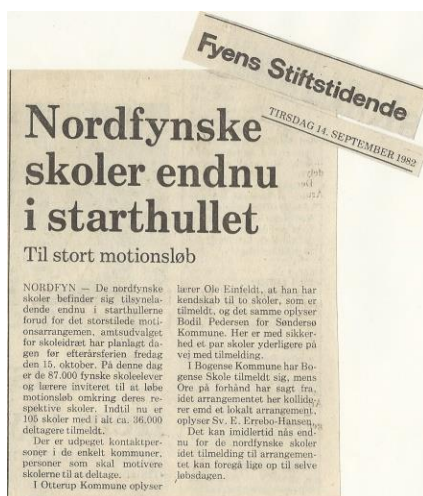 Fyens Stiftstidende
TIRSDAG 14. SEPTEMBER 1982
Nordfynske
skoler endnu
i starthullet
Til stort motionsløb
NORDFYN — De nordfynske
skoler befinder sig tilsynela-
dende endnu i starthullerne
forud for det storstilede moti-
onsarrangemen, amtsudvalget
for skoleidræt har planlagt da-
gen før efterårsferien fredag
den 15. oktober. På denne dag
er de 87.000 fynske skoleelever
og lærere inviteret til at løbe
motionsløb omkring deres re-
spektive skoler. Indtil nu er
105 skoler med i alt ca. 36.000
deltagere tilmeldt.
Der er udpeget kontaktper-
soner i de enkelt kommuner,
personer som skal motivere
skolerne til at deltage.
I Otterup Kommune oplyser
lærer Ole Einfeldt, at han har
kendskab til to skoler, som er
tilmeldt, og det samme oplyser
Bodil Pedersen for Søndersø
Kommune. Her er med sikker-
hed et par skoler yderligere på
vej med tilmelding.
I Bogense Kommune har Bo-
gense Skole tilmeldt sig, mens
Ore på forhånd har sagt fra,
idet arrangementet her kollide-
rer emd et lokalt arrangement,
oplyser Sv. E. Errebo-Hansen.
Det kan imidlertid nås end-
nu for de nordfynske skoler
idet tilmelding til arrangemen-
tet kan foregå lige op til selve
løbsdagen.